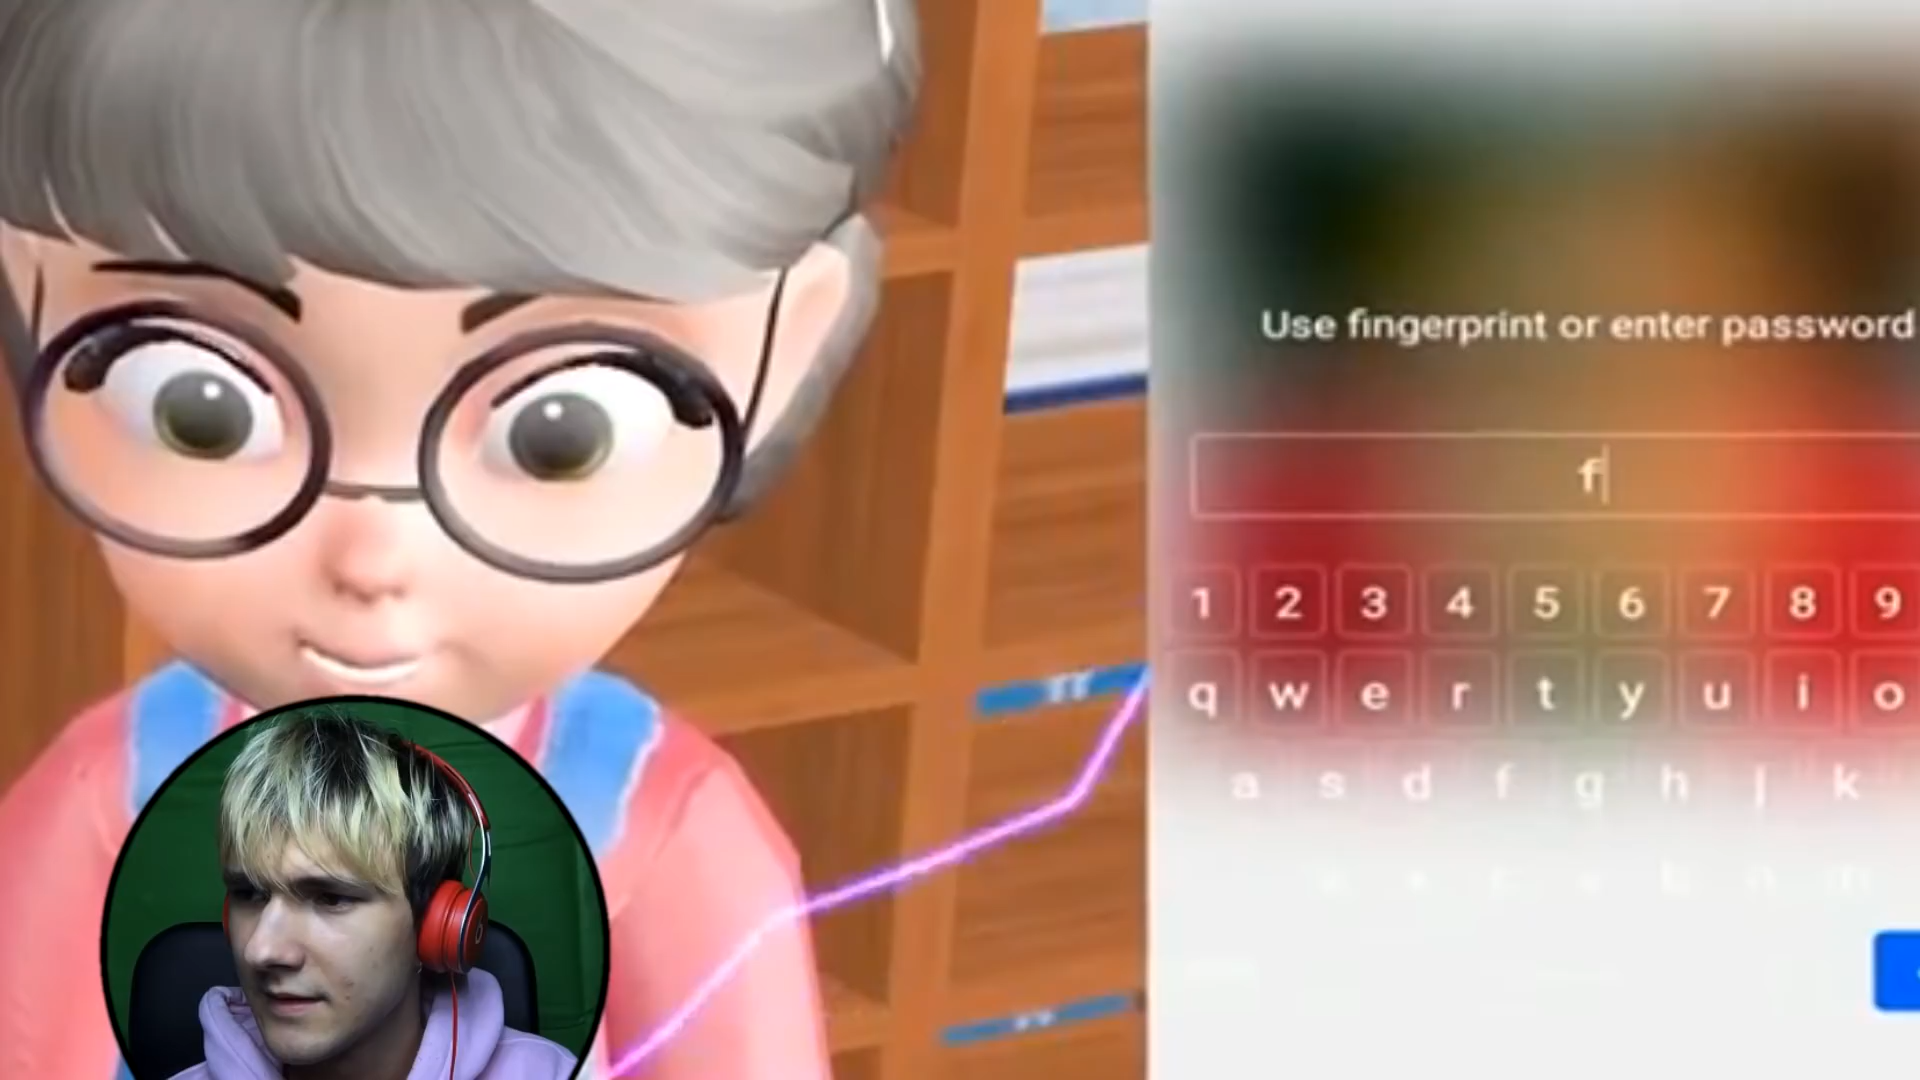 Use fingerprint or enter password
f
1 2 3 4 5 6 7 8 9
q w e r t y u i o
a s d f g h j k